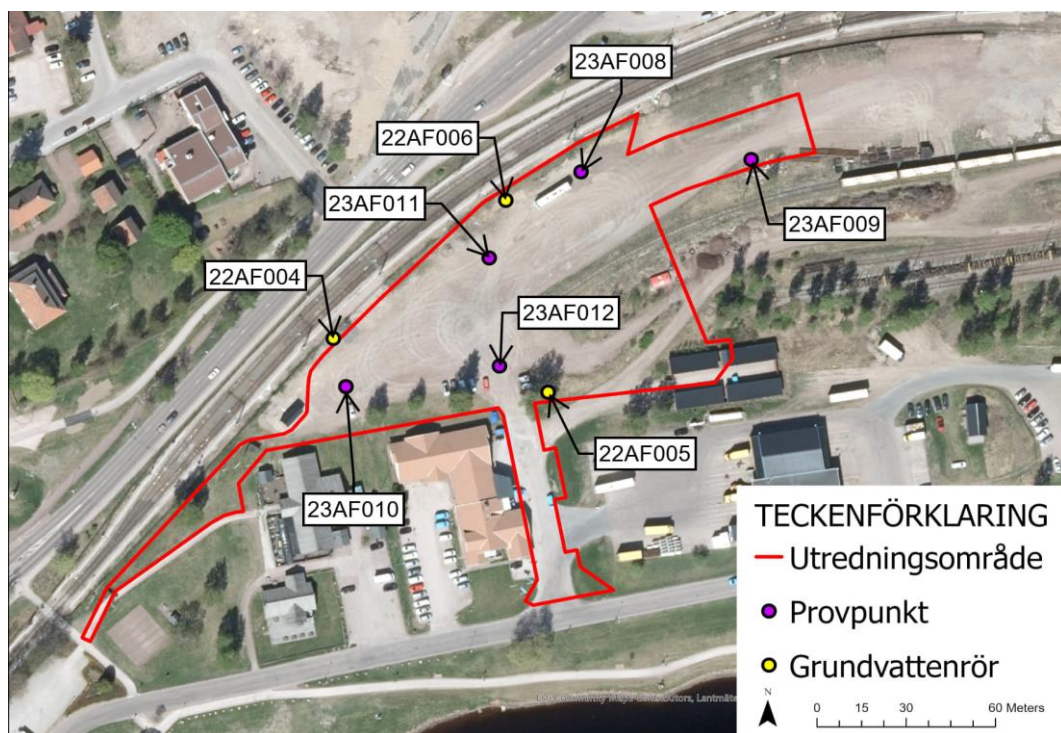 23AF008
22AF006
23AF011
23AF009
22AF004
23AF012
22AF005
23AF010
TECKENFÖRKLARING
Utredningsområde
Provpunkt
Grundvattenrör
N
0 15 30 60 Meters